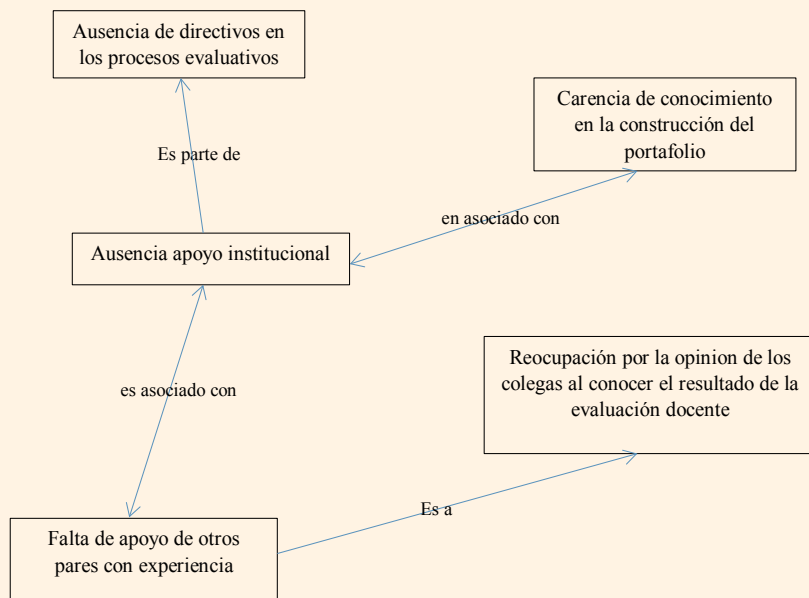 Ausencia de directivos en
los procesos evaluativos
Carencia de conocimiento
en la construcción del
portafolio
Es parte de
en asociado con
Ausencia apoyo institucional
Reocupación por la opinion de los
colegas al conocer el resultado de la
evaluación docente
es asociado con
Es a
Falta de apoyo de otros
pares con experiencia